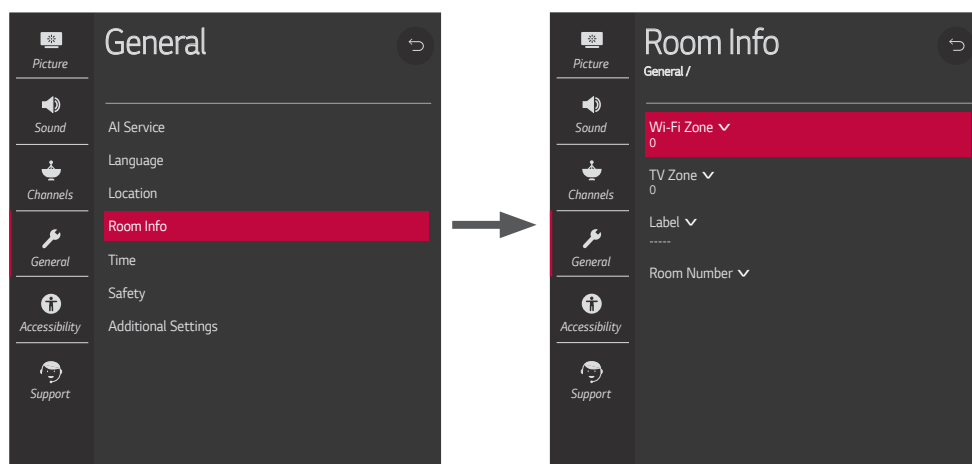 General
Picture
Sound
Channels
General
Accessibility
Support
AI Service
Language
Location
Room Info
Time
Safety
Additional Settings
Room Info
General /
Picture
Sound
Channels
General
Accessibility
Support
Wi-Fi Zone
0
TV Zone
0
Label
-----
Room Number